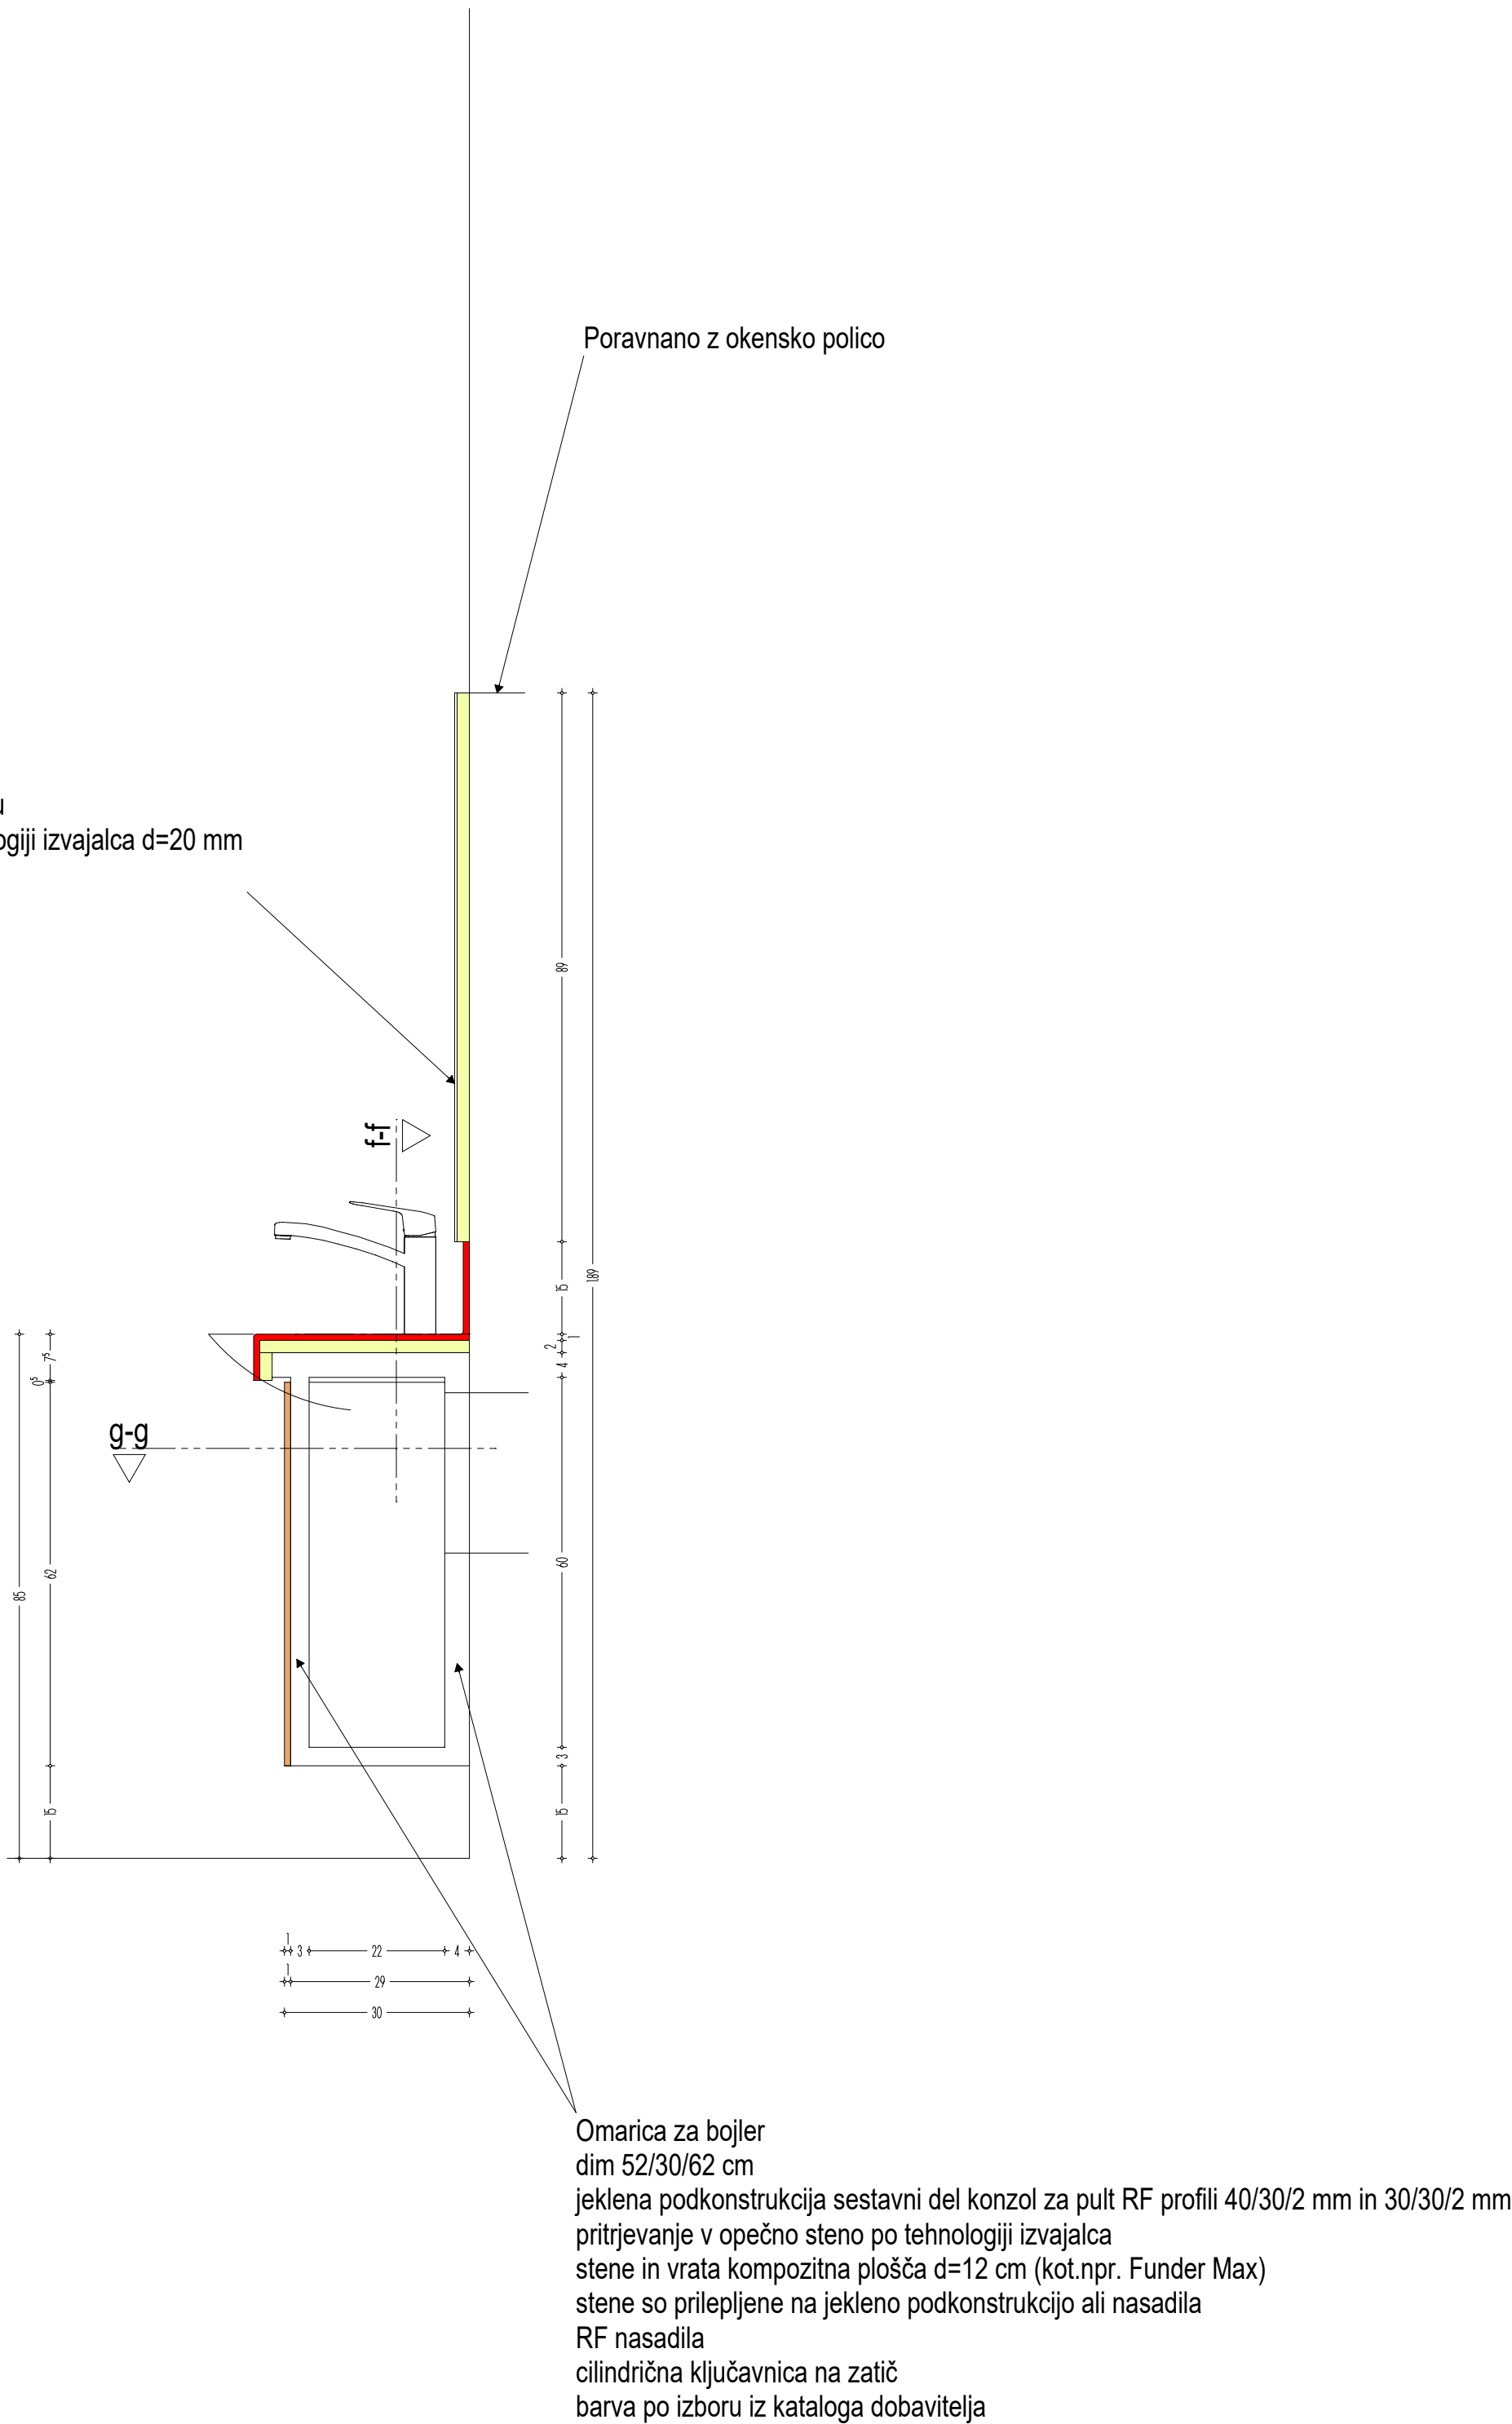 Poravnano z okensko polico
u
ogiji izvajalca d=20 mm
f-f
g-g
89
15
189
2
1
4
60
3
15
7⁵
0⁵
62
85
15
1
3
22
4
1
29
30
Omarica za bojler
dim 52/30/62 cm
jeklena podkonstrukcija sestavni del konzol za pult RF profili 40/30/2 mm in 30/30/2 mm
pritrjevanje v opečno steno po tehnologiji izvajalca
stene in vrata kompozitna plošča d=12 cm (kot.npr. Funder Max)
stene so prilepljene na jekleno podkonstrukcijo ali nasadila
RF nasadila
cilindrična ključavnica na zatič
barva po izboru iz kataloga dobavitelja